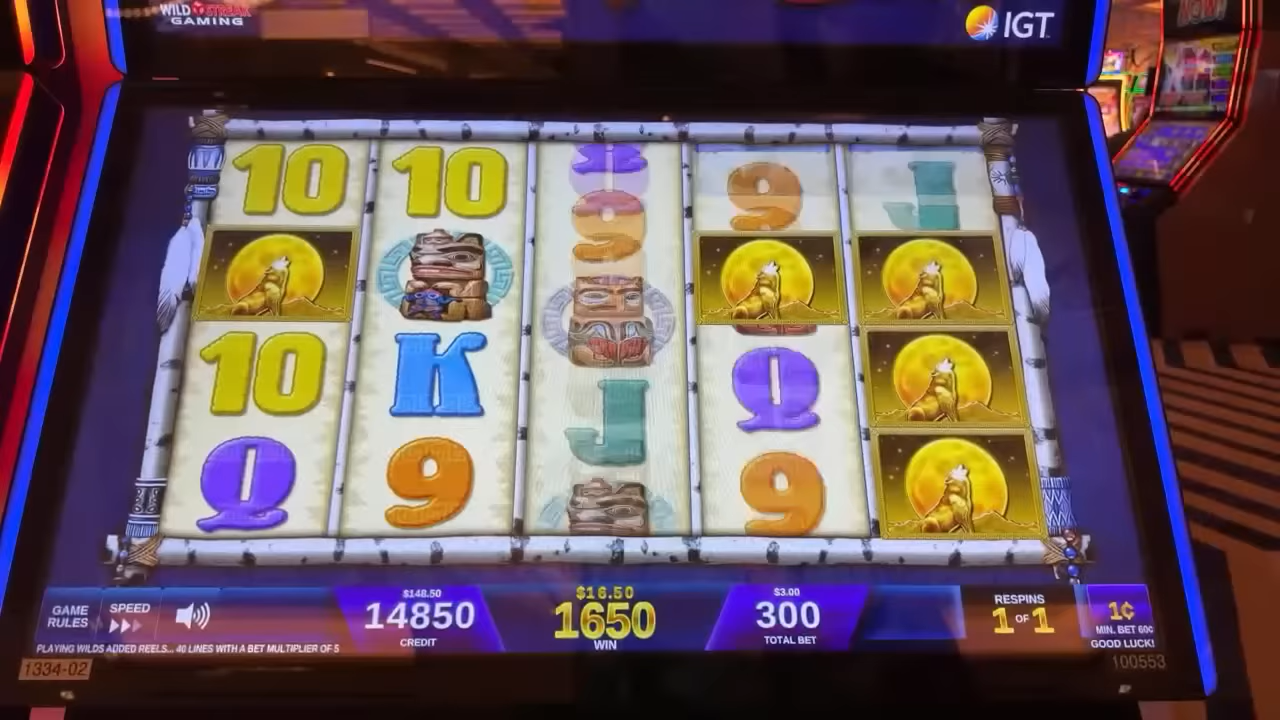 WILD STREAK
GAMING
IGT
NOW!
10
10
9
9
J
10
K
J
Q
Q
9
9
GAME
RULES
SPEED
$148.50
14850
CREDIT
$16.50
1650
WIN
$3.00
300
TOTAL BET
RESPINS
1 OF 1
1¢
MIN. BET 60¢
GOOD LUCK!
PLAYING WILDS ADDED REELS... 40 LINES WITH A BET MULTIPLIER OF 5
1334-02
100553